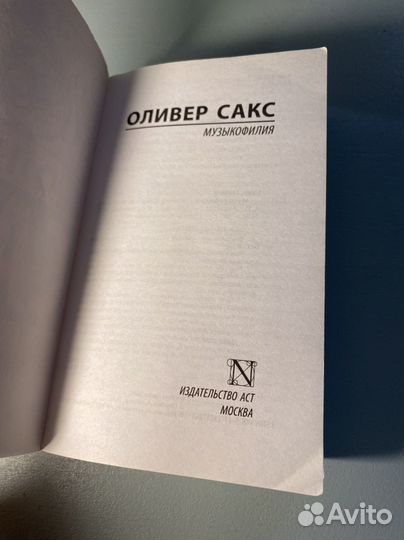 ОЛИВЕР САКС
МУЗЫКОФИЛИЯ
N
ИЗДАТЕЛЬСТВО АСТ
МОСКВА
Avito